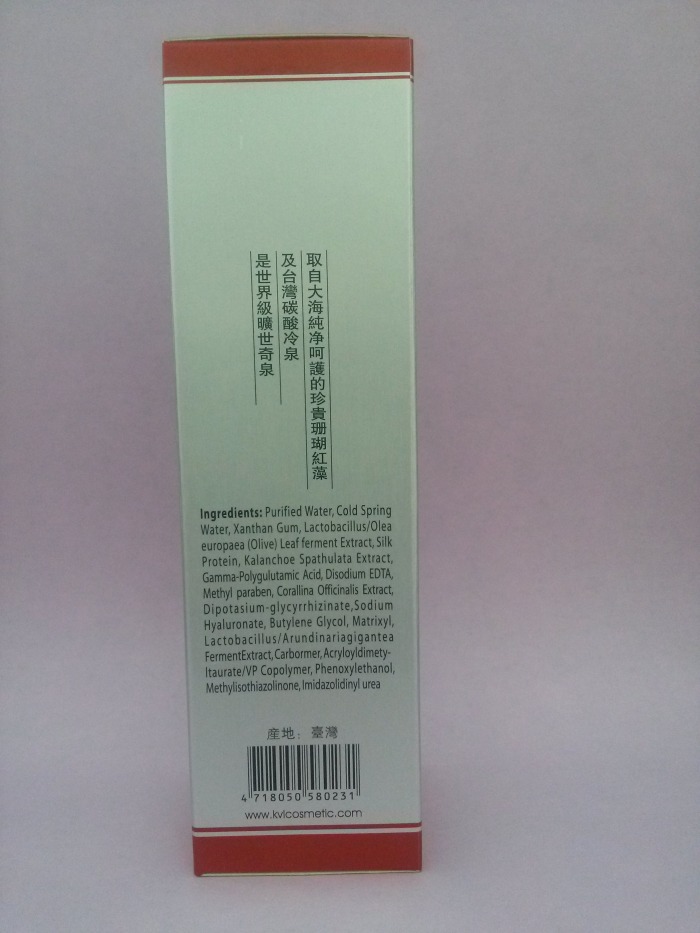 取自大海純净呵護的珍貴珊瑚紅藻
及台灣碳酸冷泉
是世界級曠世奇泉
Ingredients: Purified Water, Cold Spring
Water, Xanthan Gum, Lactobacillus/Olea
europaea (Olive) Leaf ferment Extract, Silk
Protein, Kalanchoe Spathulata Extract,
Gamma-Polygulutamic Acid, Disodium EDTA,
Methyl paraben, Corallina Officinalis Extract,
Dipotasium-glycyrrhizinate,Sodium
Hyaluronate, Butylene Glycol, Matrixyl,
Lactobacillus/Arundinariagigantea
FermentExtract, Carbormer, Acryloyldimety-
ltaurate/VP Copolymer, Phenoxylethanol,
Methylisothiazolinone, Imidazolidinyl urea
産地：臺灣
4 718050 580231
www.kvlcosmetic.com